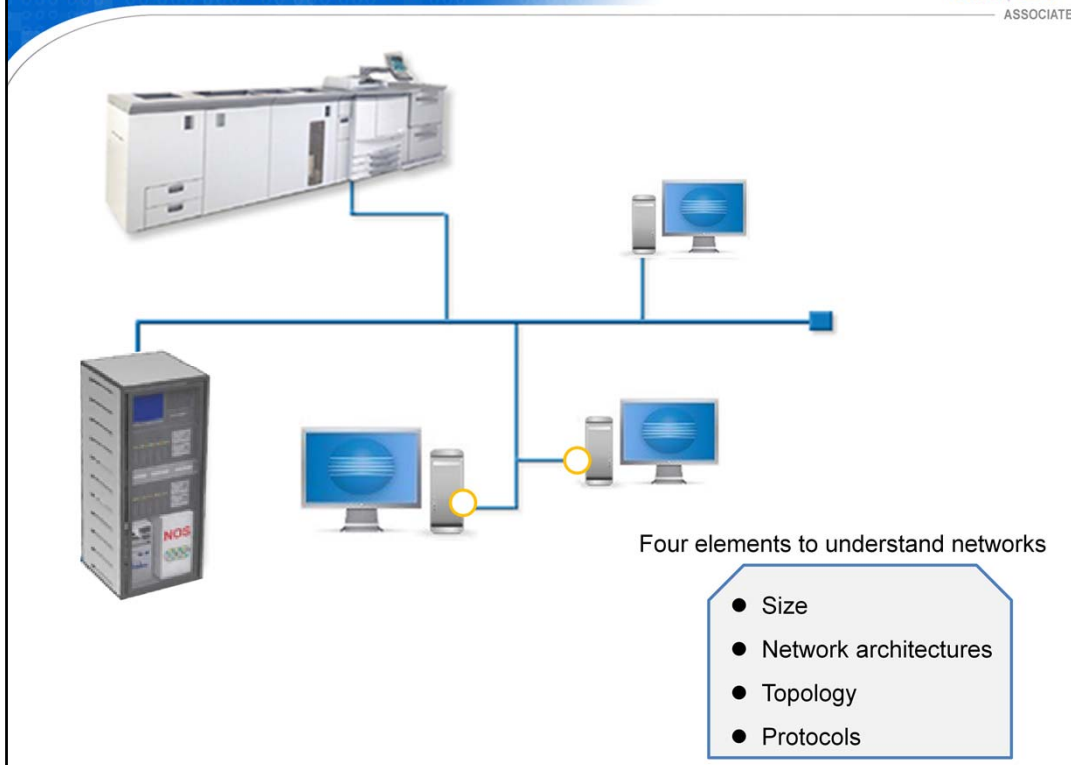 ASSOCIATE
NOS
Four elements to understand networks
● Size
● Network architectures
● Topology
● Protocols